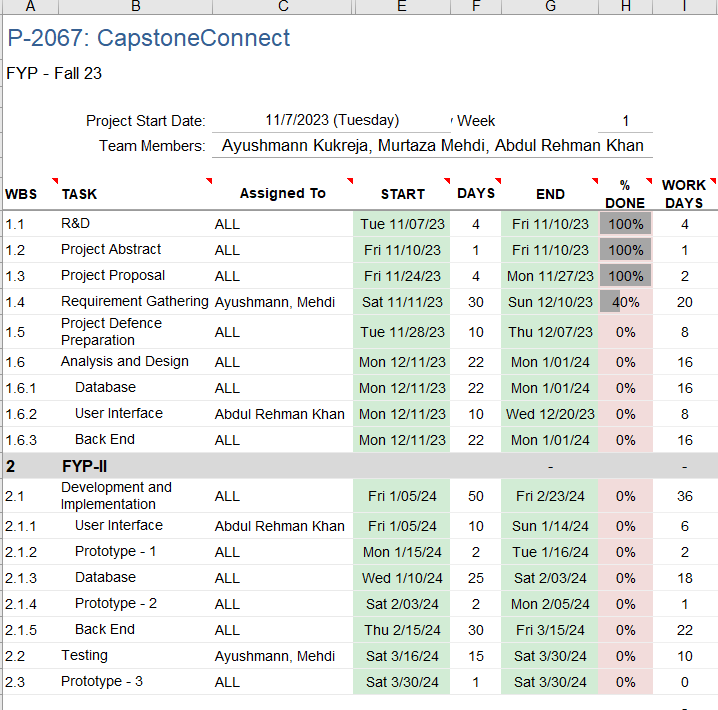 A B C E F G H I
P-2067: CapstoneConnect
FYP - Fall 23
Project Start Date: 11/7/2023 (Tuesday) Week 1
Team Members: Ayushmann Kukreja, Murtaza Mehdi, Abdul Rehman Khan
WBS TASK Assigned To START DAYS END % DONE WORK DAYS
1.1 R&D ALL Tue 11/07/23 4 Fri 11/10/23 100% 4
1.2 Project Abstract ALL Fri 11/10/23 1 Fri 11/10/23 100% 1
1.3 Project Proposal ALL Fri 11/24/23 4 Mon 11/27/23 100% 2
1.4 Requirement Gathering Ayushmann, Mehdi Sat 11/11/23 30 Sun 12/10/23 40% 20
1.5 Project Defence Preparation ALL Tue 11/28/23 10 Thu 12/07/23 0% 8
1.6 Analysis and Design ALL Mon 12/11/23 22 Mon 1/01/24 0% 16
1.6.1 Database ALL Mon 12/11/23 22 Mon 1/01/24 0% 16
1.6.2 User Interface Abdul Rehman Khan Mon 12/11/23 10 Wed 12/20/23 0% 8
1.6.3 Back End ALL Mon 12/11/23 22 Mon 1/01/24 0% 16
2 FYP-II - -
2.1 Development and Implementation ALL Fri 1/05/24 50 Fri 2/23/24 0% 36
2.1.1 User Interface Abdul Rehman Khan Fri 1/05/24 10 Sun 1/14/24 0% 6
2.1.2 Prototype - 1 ALL Mon 1/15/24 2 Tue 1/16/24 0% 2
2.1.3 Database ALL Wed 1/10/24 25 Sat 2/03/24 0% 18
2.1.4 Prototype - 2 ALL Sat 2/03/24 2 Mon 2/05/24 0% 1
2.1.5 Back End ALL Thu 2/15/24 30 Fri 3/15/24 0% 22
2.2 Testing Ayushmann, Mehdi Sat 3/16/24 15 Sat 3/30/24 0% 10
2.3 Prototype - 3 ALL Sat 3/30/24 1 Sat 3/30/24 0% 0